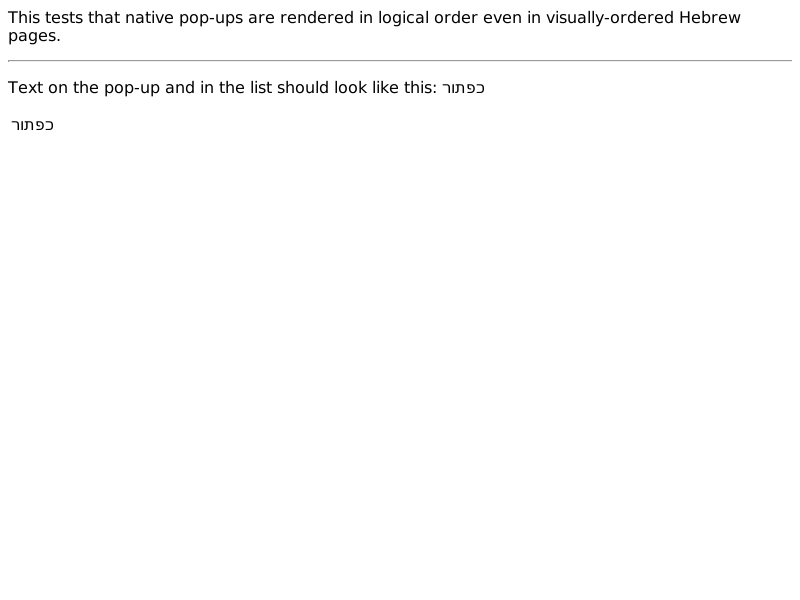 This tests that native pop-ups are rendered in logical order even in visually-ordered Hebrew
pages.
Text on the pop-up and in the list should look like this: כפתור
כפתור